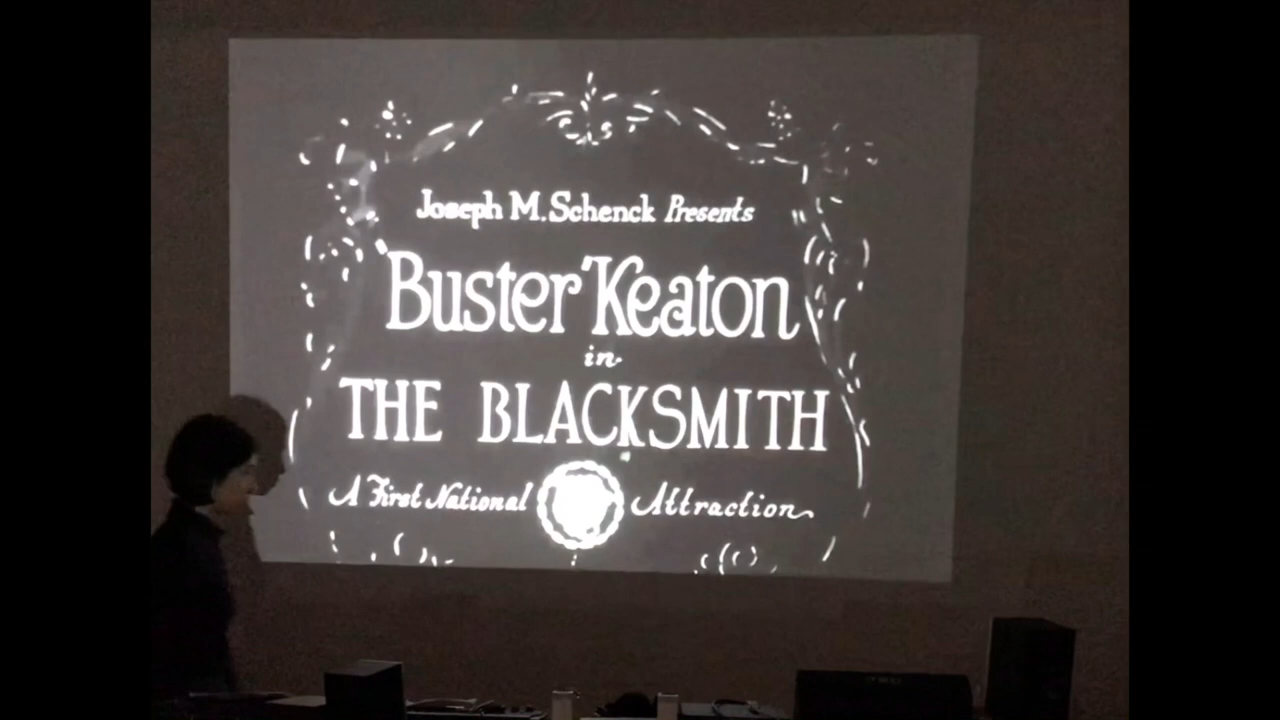 Joseph M. Schenck Presents
Buster Keaton
in
THE BLACKSMITH
A First National Attraction